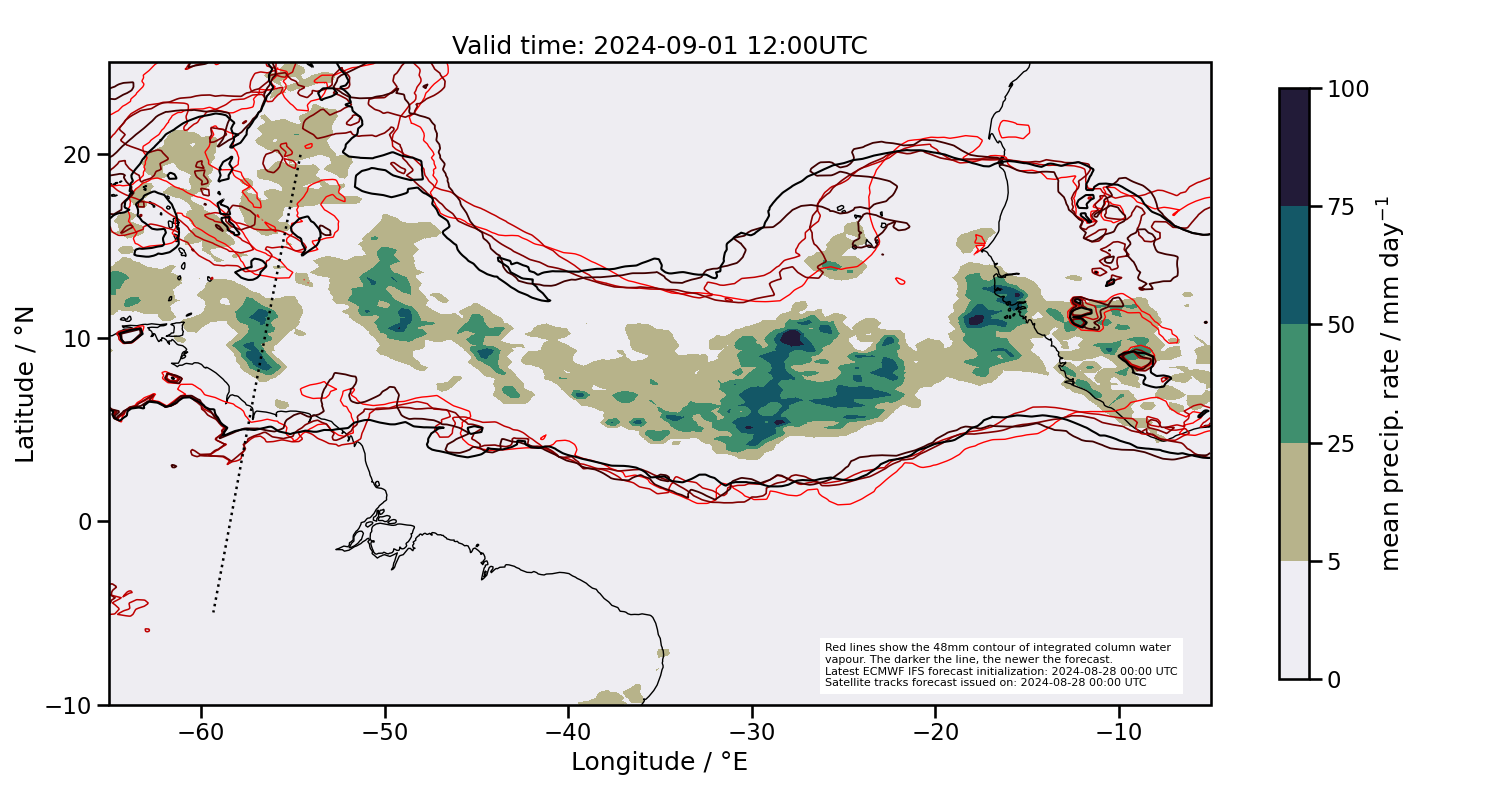 Valid time: 2024-09-01 12:00UTC
20
10
0
−10
Latitude / °N
−60
−50
−40
−30
−20
−10
Longitude / °E
Red lines show the 48mm contour of integrated column water
vapour. The darker the line, the newer the forecast.
Latest ECMWF IFS forecast initialization: 2024-08-28 00:00 UTC
Satellite tracks forecast issued on: 2024-08-28 00:00 UTC
100
75
50
25
5
0
mean precip. rate / mm day⁻¹